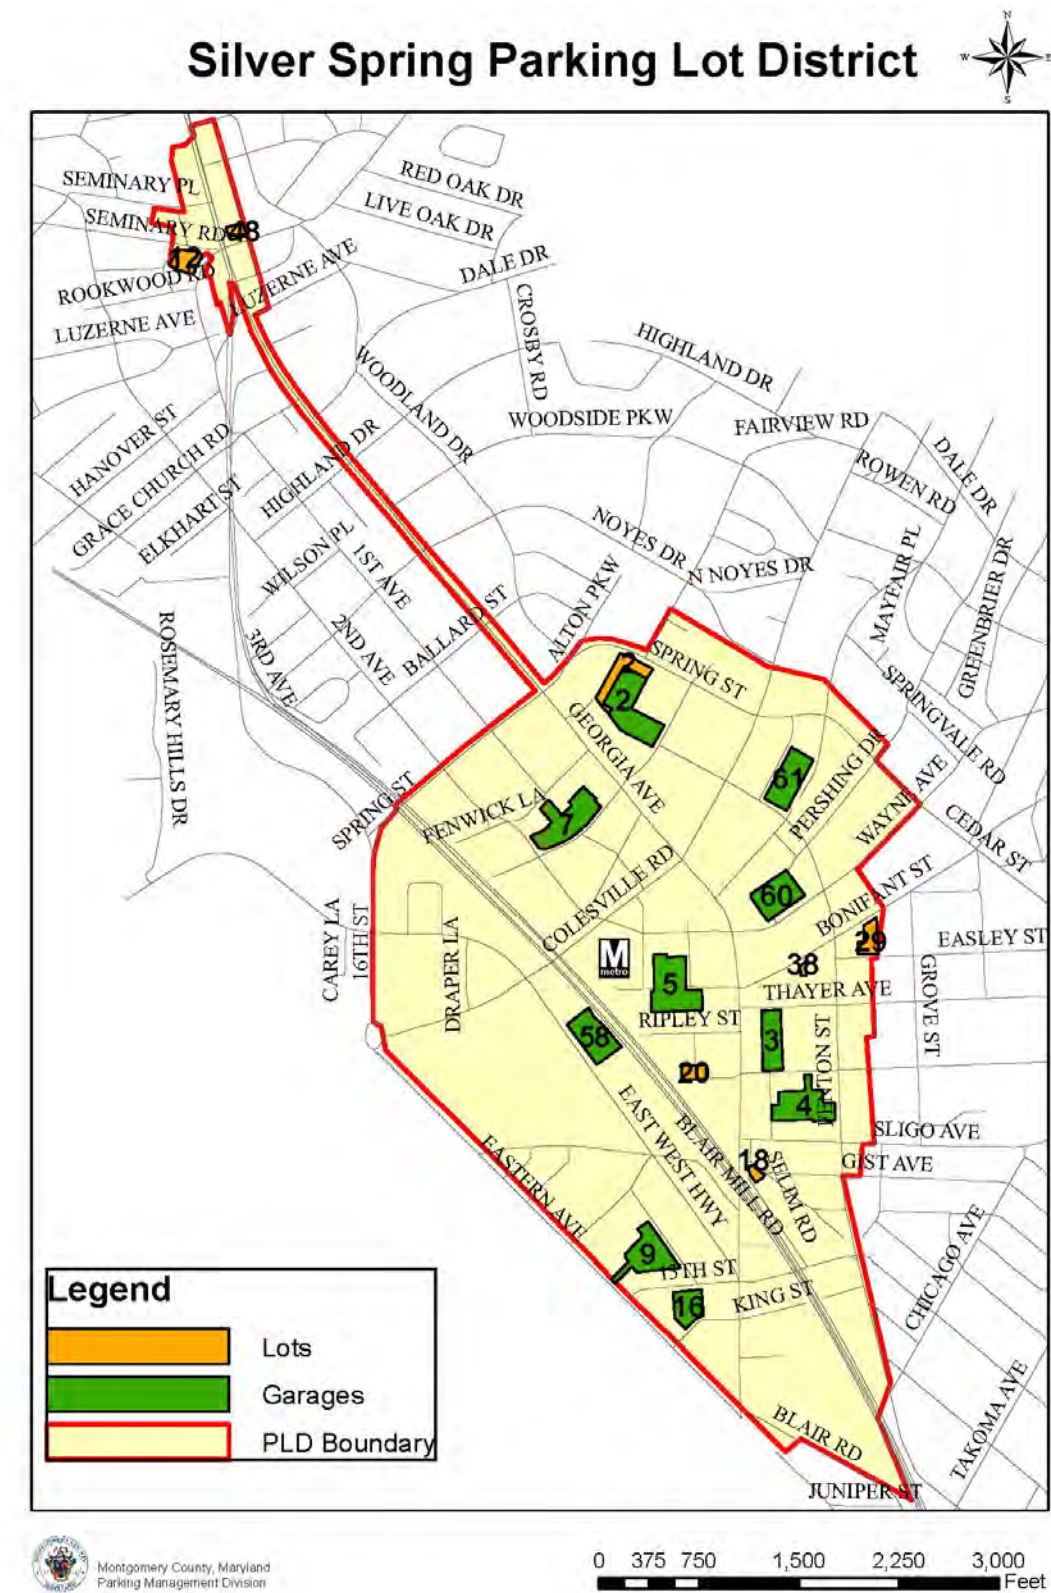 Silver Spring Parking Lot District
N
W
E
S
SEMINARY PL
RED OAK DR
LIVE OAK DR
SEMINARY RD
48
12
ROOKWOOD RD
LUZERNE AVE
DALE DR
LUZERNE AVE
CROSBY RD
HIGHLAND DR
WOODLAND DR
WOODSIDE PKW
FAIRVIEW RD
DALE DR
HANOVER ST
GRACE CHURCH RD
ELKHART ST
HIGHLAND DR
ROWEN RD
WILSON PL
1ST AVE
NOYES DR
N NOYES DR
MAYFAIR PL
GREENBRIER DR
ALTON PKW
BALLARD ST
2ND AVE
3RD AVE
ROSEMARY HILLS DR
SPRING ST
SPRINGVALE RD
2
GEORGIA AVE
61
PERSHING DR
WAYNE AVE
SPRING ST
FENWICK LA
7
CEDAR ST
COLESVILLE RD
60
BONIFANT ST
CAREY LA
16TH ST
DRAPER LA
M
metro
29
EASLEY ST
38
5
THAYER AVE
GROVE ST
RIPLEY ST
58
3
FENTON ST
20
4
EAST WEST HWY
BLAIR MILL RD
SLIGO AVE
EASTERN AVE
18
SELIM RD
GIST AVE
9
13TH ST
16
KING ST
CHICAGO AVE
TAKOMA AVE
BLAIR RD
JUNIPER ST
Legend
Lots
Garages
PLD Boundary
Montgomery County, Maryland
Parking Management Division
0 375 750 1,500 2,250 3,000
Feet